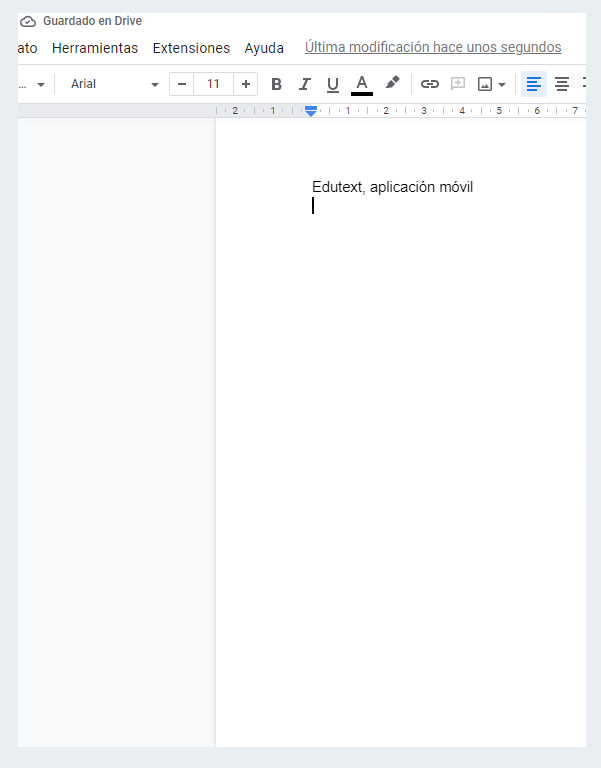 Guardado en Drive
ato Herramientas Extensiones Ayuda Última modificación hace unos segundos
... Arial − 11 + B I U A
2 1 1 2 3 4 5 6 7
Edutext, aplicación móvil